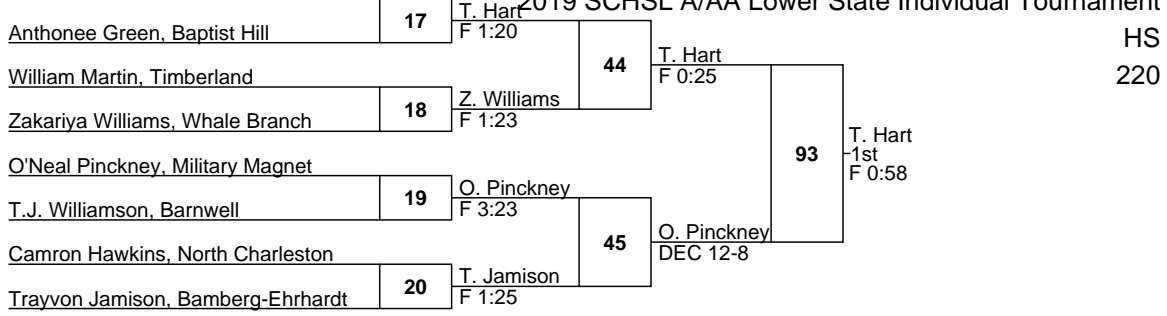 2019 SCHSL A/AA Lower State Individual Tournament
HS
220
Anthonee Green, Baptist Hill
17
T. Hart
F 1:20
William Martin, Timberland
Zakariya Williams, Whale Branch
18
Z. Williams
F 1:23
44
T. Hart
F 0:25
O'Neal Pinckney, Military Magnet
T.J. Williamson, Barnwell
19
O. Pinckney
F 3:23
Camron Hawkins, North Charleston
Trayvon Jamison, Bamberg-Ehrhardt
20
T. Jamison
F 1:25
45
O. Pinckney
DEC 12-8
93
T. Hart
1st
F 0:58